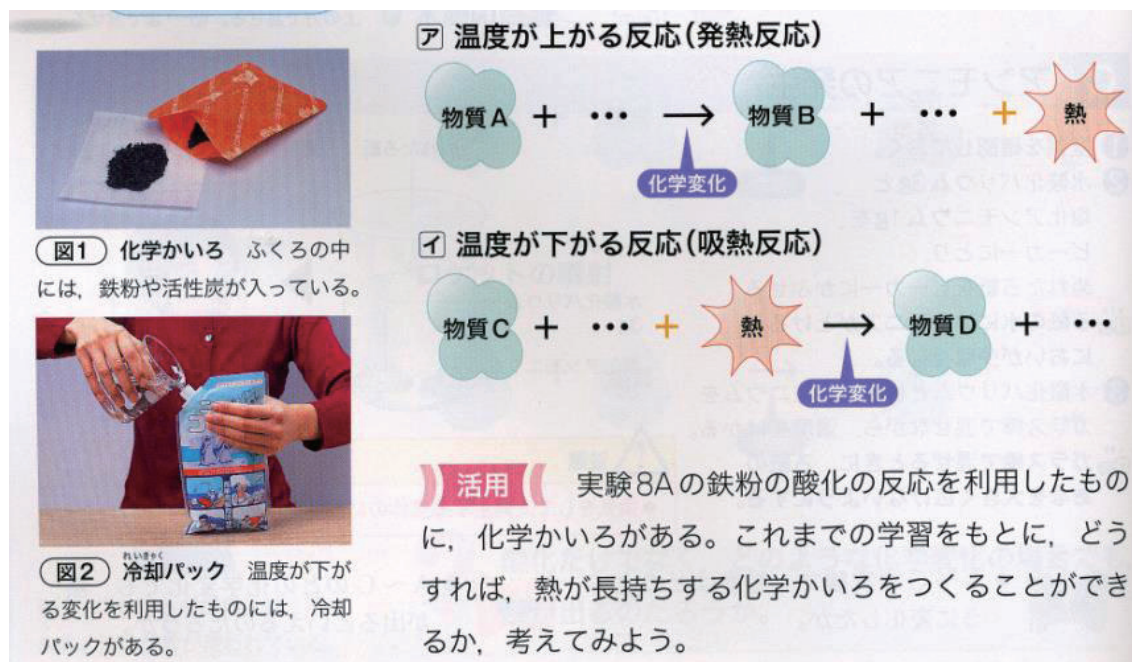 ア 温度が上がる反応(発熱反応)
物質A + … → 物質B + … + 熱
化学変化
図1 化学かいろ ふくろの中
には，鉄粉や活性炭が入っている。
イ 温度が下がる反応(吸熱反応)
物質C + … + 熱 → 物質D + …
化学変化
図2 冷却パック 温度が下が
れいきゃく
る変化を利用したものには，冷却
パックがある。
活用 実験8Aの鉄粉の酸化の反応を利用したもの
に，化学かいろがある。これまでの学習をもとに，どう
すれば，熱が長持ちする化学かいろをつくることができ
るか，考えてみよう。